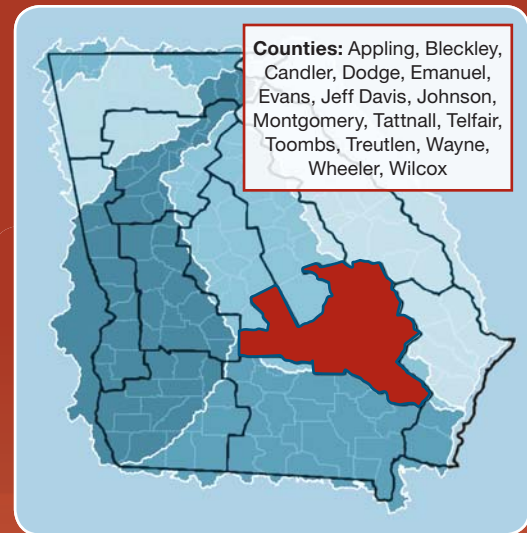 Counties: Appling, Bleckley,
Candler, Dodge, Emanuel,
Evans, Jeff Davis, Johnson,
Montgomery, Tattnall, Telfair,
Toombs, Treutlen, Wayne,
Wheeler, Wilcox